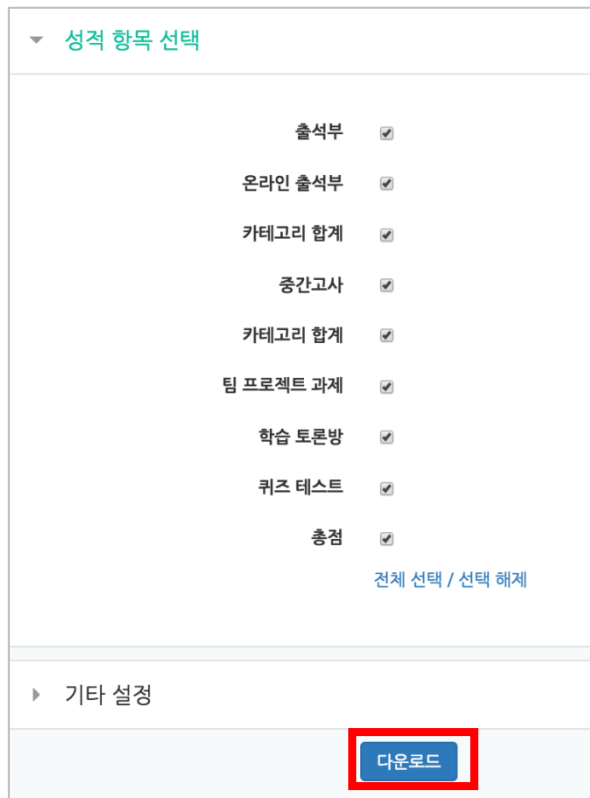 성적 항목 선택
출석부
온라인 출석부
카테고리 합계
중간고사
카테고리 합계
팀 프로젝트 과제
학습 토론방
퀴즈 테스트
총점
전체 선택 / 선택 해제
기타 설정
다운로드